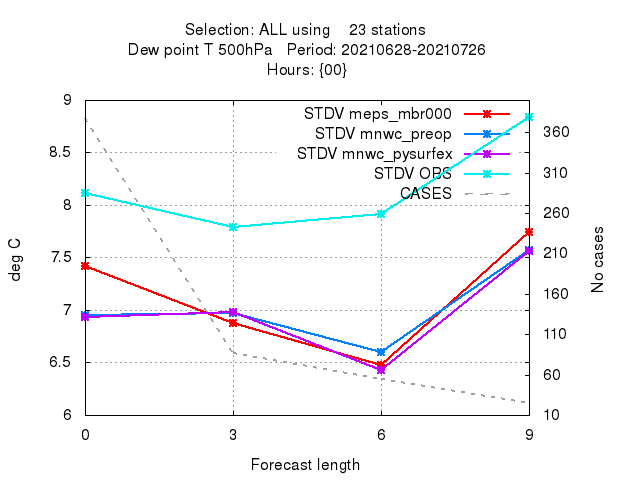 Selection: ALL using    23 stations
Dew point T 500hPa   Period: 20210628-20210726
Hours: {00}
STDV meps_mbr000
STDV mnwc_preop
STDV mnwc_pysurfex
STDV OBS
CASES
9
8.5
8
7.5
7
6.5
6
deg C
360
310
260
210
160
110
60
10
No cases
0 3 6 9
Forecast length